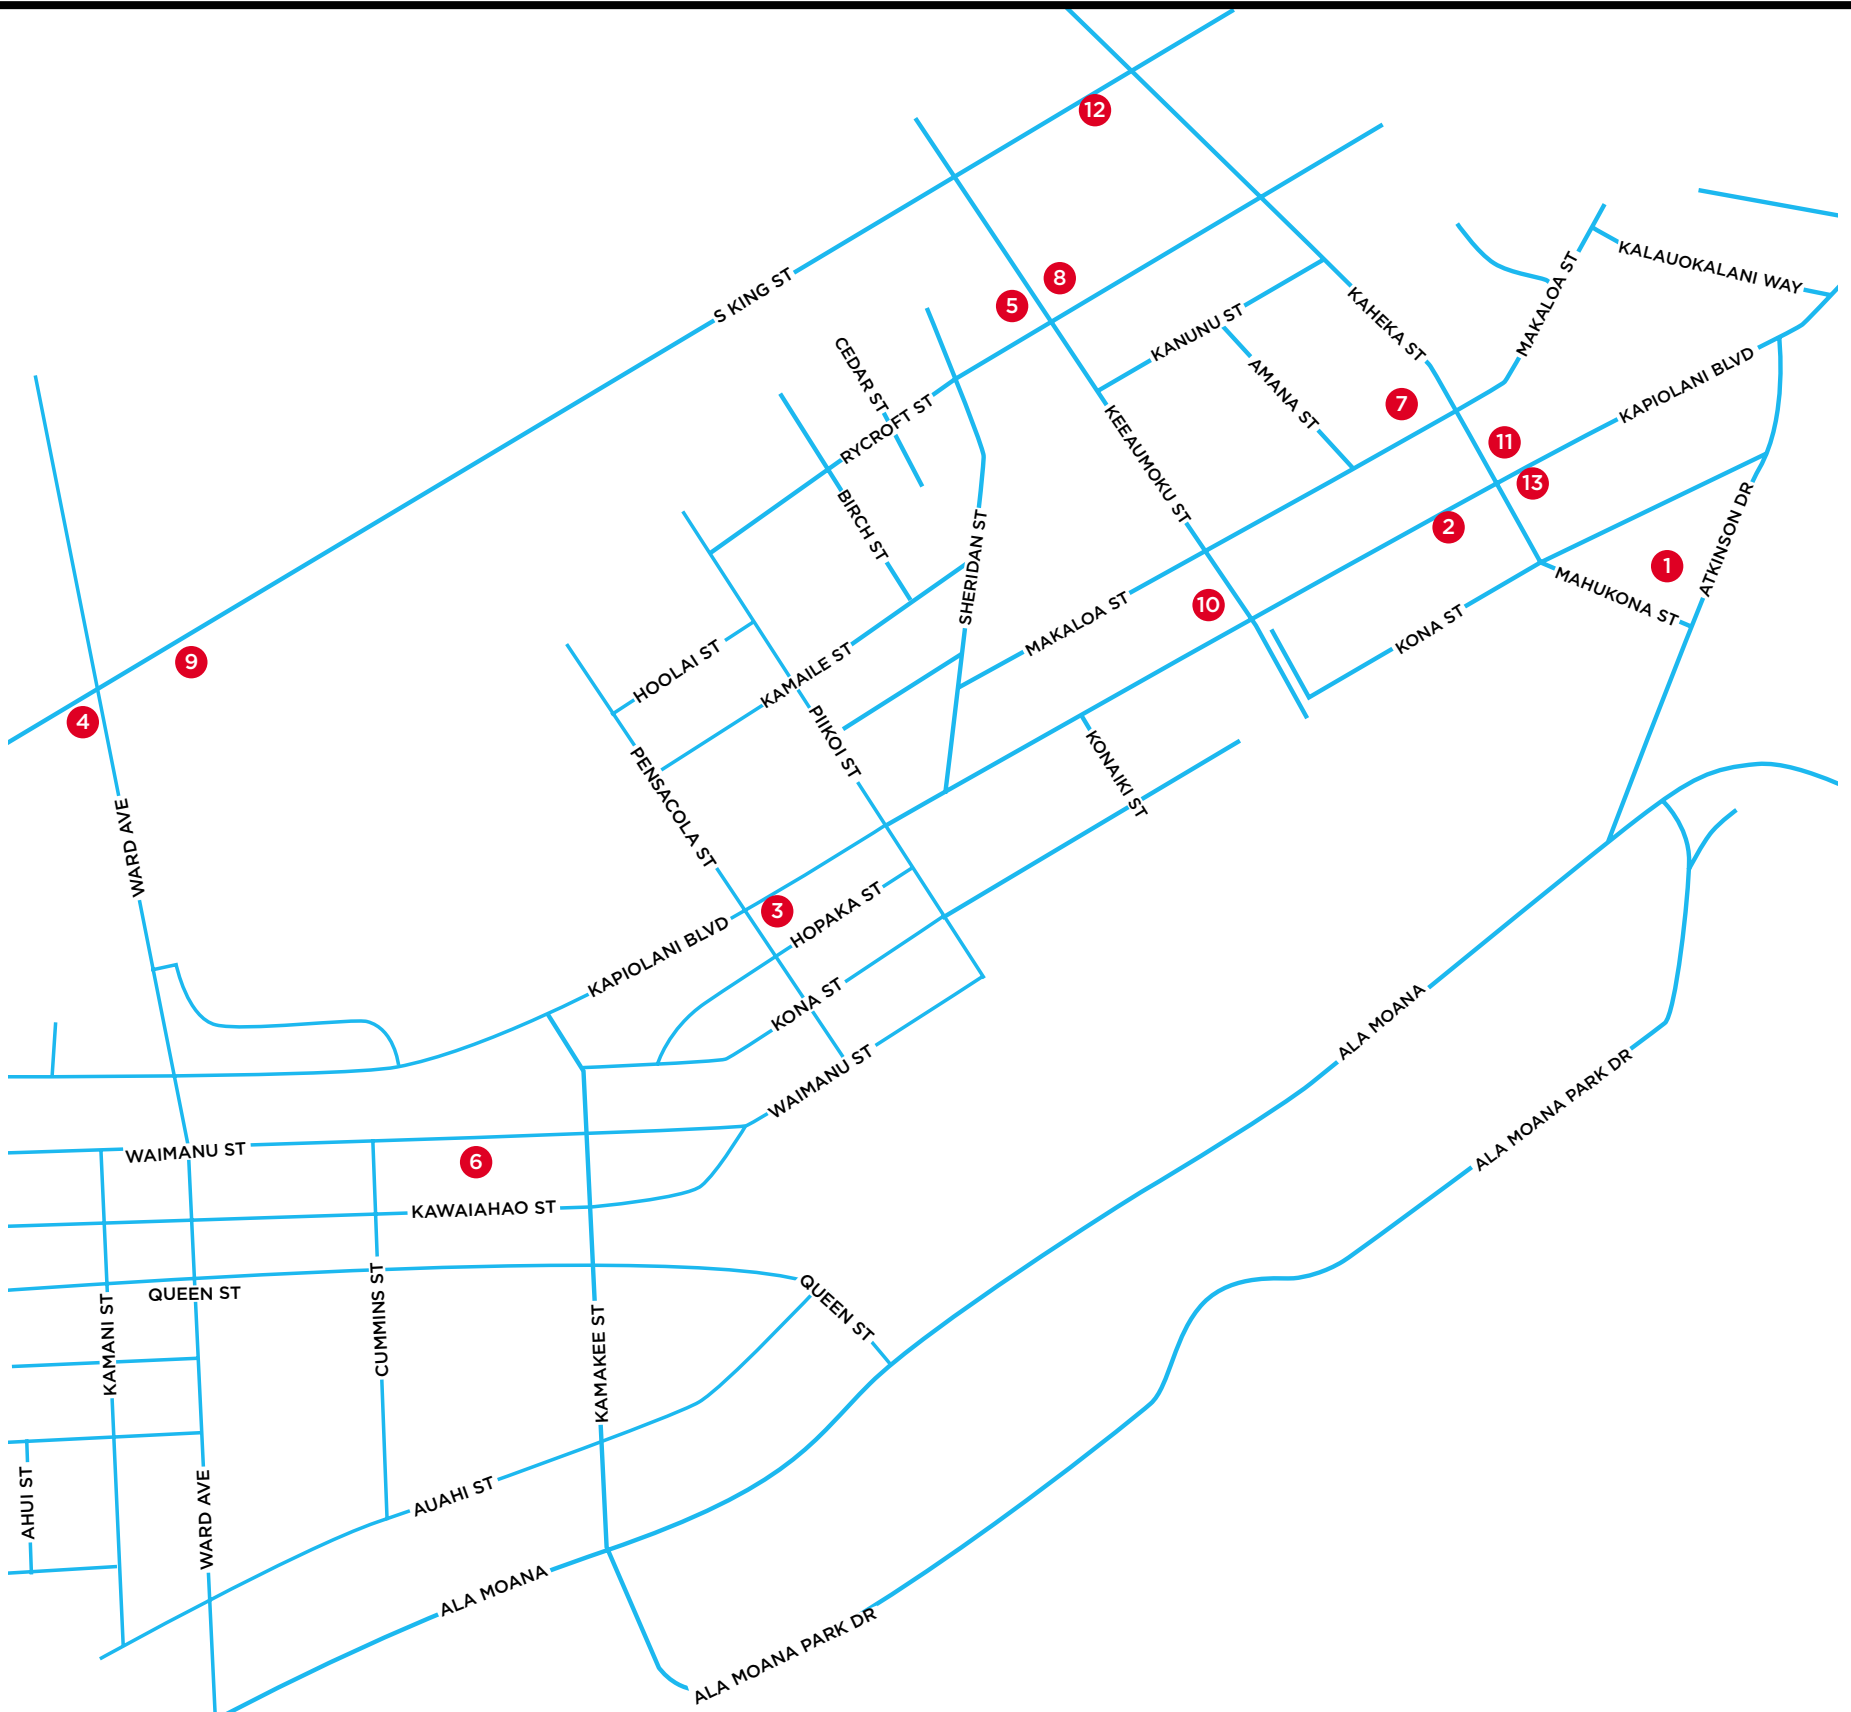 12
KALAUOKALANI WAY
S KING ST
8
5
MAKALOA ST
KAHEKA ST
KANUNU ST
CEDAR ST
KAPIOLANI BLVD
AMANA ST
7
RYCROFT ST
11
KEEAUMOKU ST
13
BIRCH ST
2
SHERIDAN ST
ATKINSON DR
1
MAHUKONA ST
10
MAKALOA ST
KONA ST
HOOLAI ST
KAMAILE ST
9
4
PIIKOI ST
PENSACOLA ST
KONAIKI ST
WARD AVE
3
HOPAKA ST
KAPIOLANI BLVD
KONA ST
ALA MOANA
WAIMANU ST
ALA MOANA PARK DR
WAIMANU ST
6
KAWAIAHAO ST
QUEEN ST
QUEEN ST
CUMMINS ST
KAMANI ST
KAMAKEE ST
AUAHI ST
AHUI ST
WARD AVE
ALA MOANA
ALA MOANA PARK DR